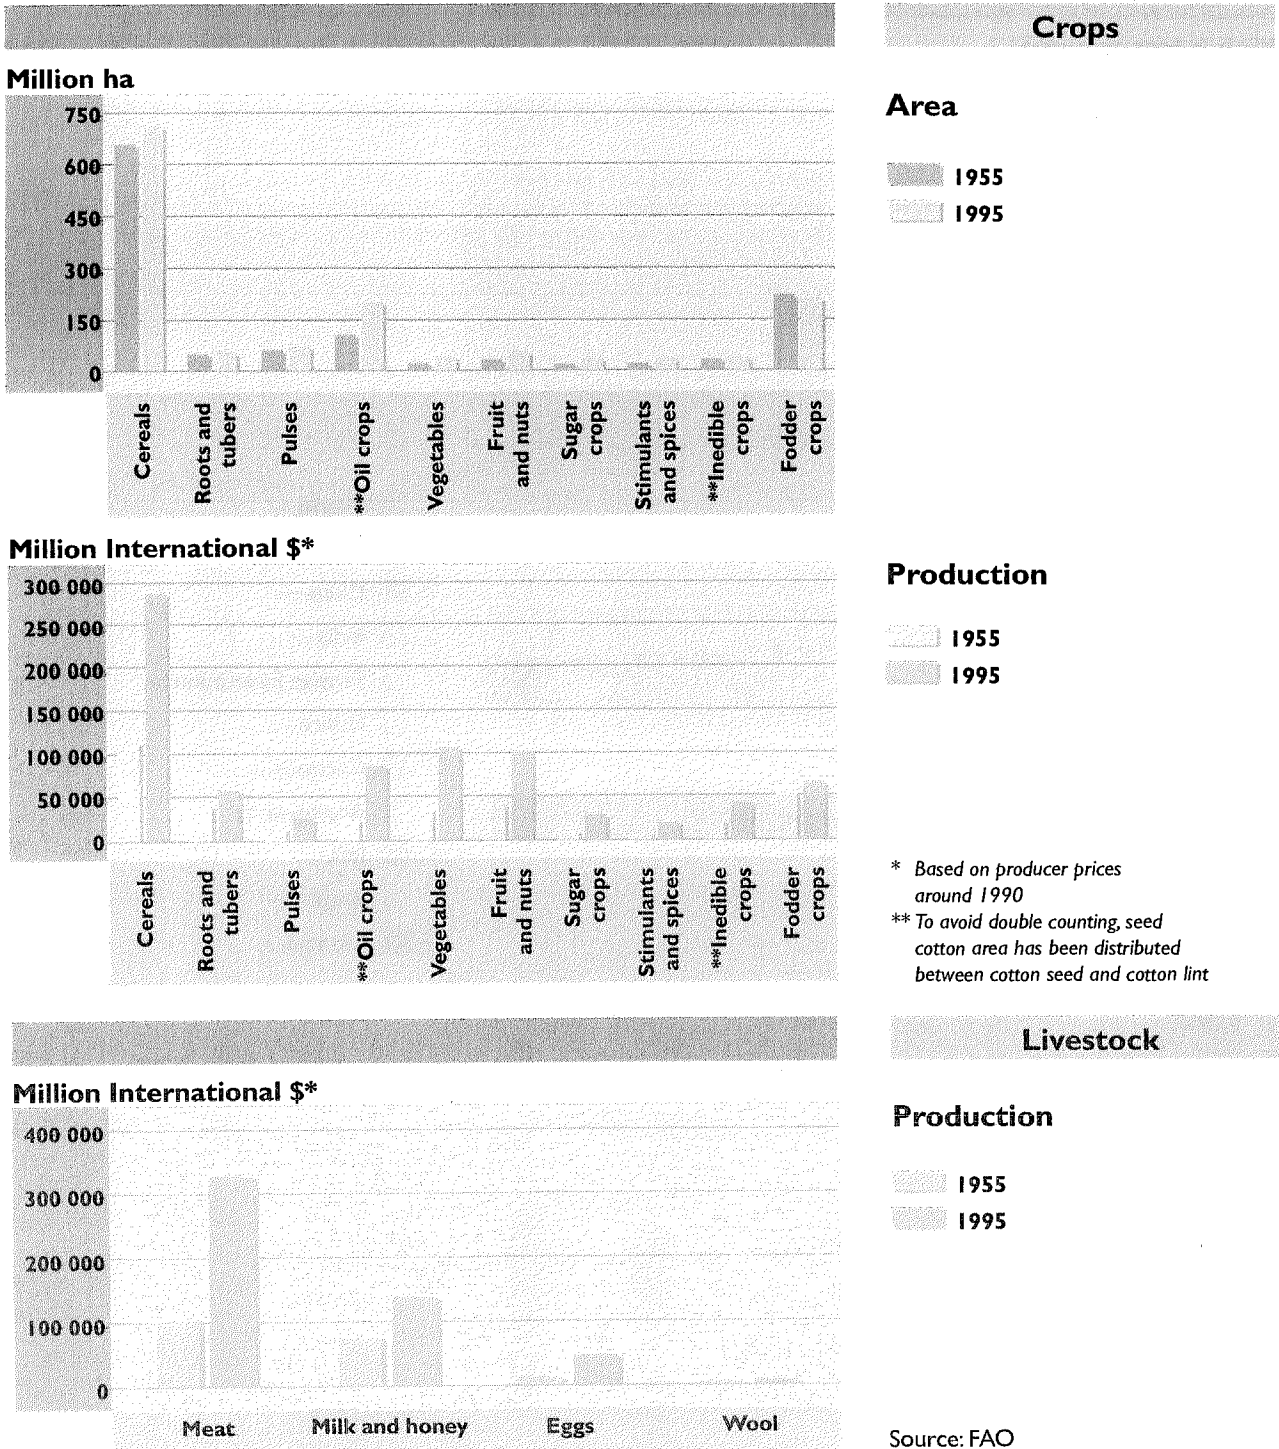 Crops
Million ha
750
600
450
300
150
0
Cereals
Roots and
tubers
Pulses
**Oil crops
Vegetables
Fruit
and nuts
Sugar
crops
Stimulants
and spices
**Inedible
crops
Fodder
crops
Area
1955
1995
Million International $*
300 000
250 000
200 000
150 000
100 000
50 000
0
Cereals
Roots and
tubers
Pulses
**Oil crops
Vegetables
Fruit
and nuts
Sugar
crops
Stimulants
and spices
**Inedible
crops
Fodder
crops
Production
1955
1995
* Based on producer prices
around 1990
** To avoid double counting, seed
cotton area has been distributed
between cotton seed and cotton lint
Livestock
Million International $*
400 000
300 000
200 000
100 000
0
Meat
Milk and honey
Eggs
Wool
Production
1955
1995
Source: FAO